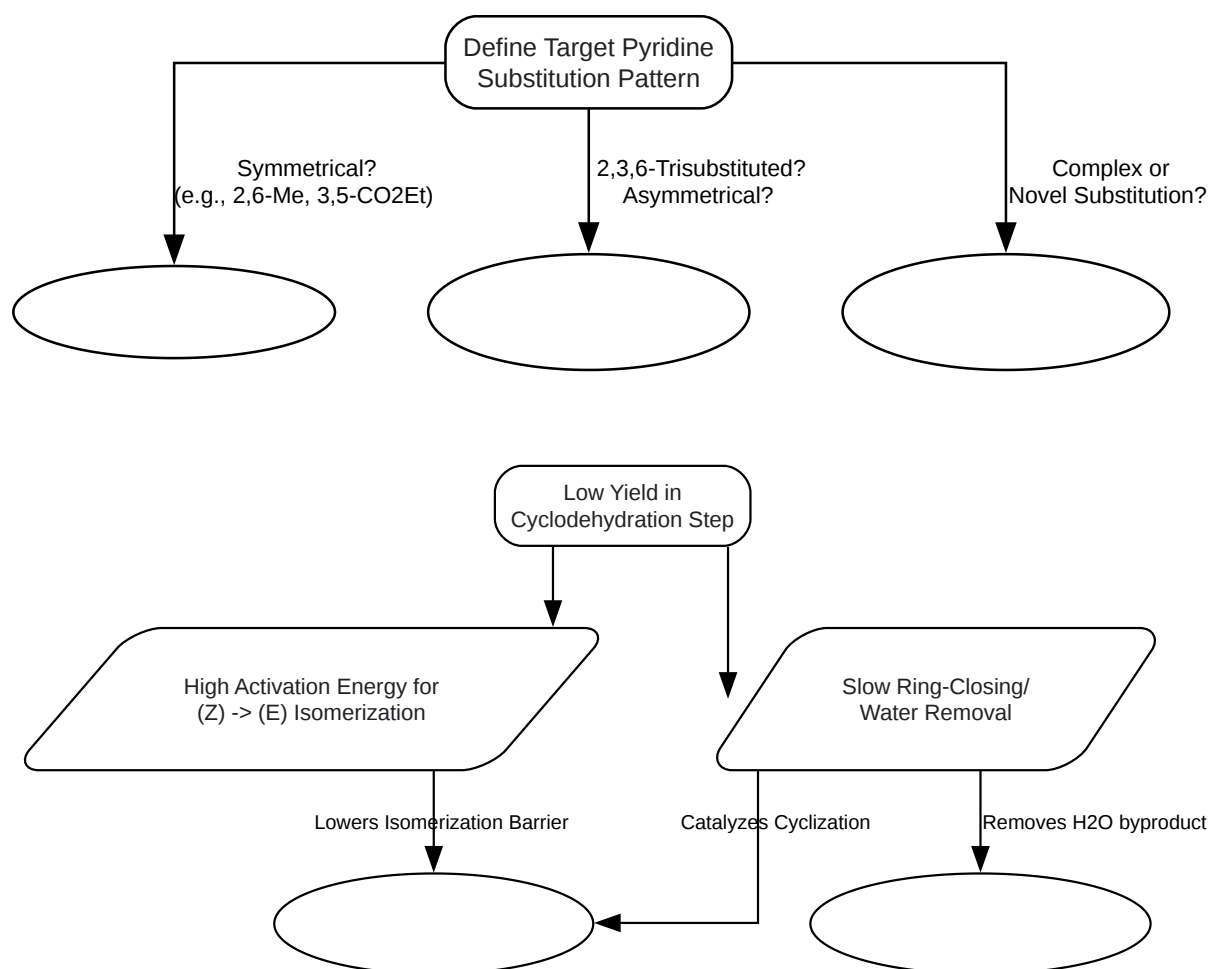 Define Target Pyridine
Substitution Pattern
Symmetrical?
(e.g., 2,6-Me, 3,5-CO2Et)
2,3,6-Trisubstituted?
Asymmetrical?
Complex or
Novel Substitution?
Low Yield in
Cyclodehydration Step
High Activation Energy for
(Z) -> (E) Isomerization
Slow Ring-Closing/
Water Removal
Lowers Isomerization Barrier
Catalyzes Cyclization
Removes H2O byproduct